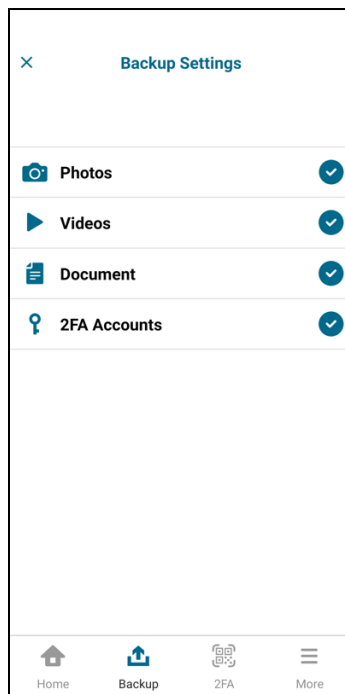 Backup Settings
Photos
Videos
Document
2FA Accounts
Home Backup 2FA More